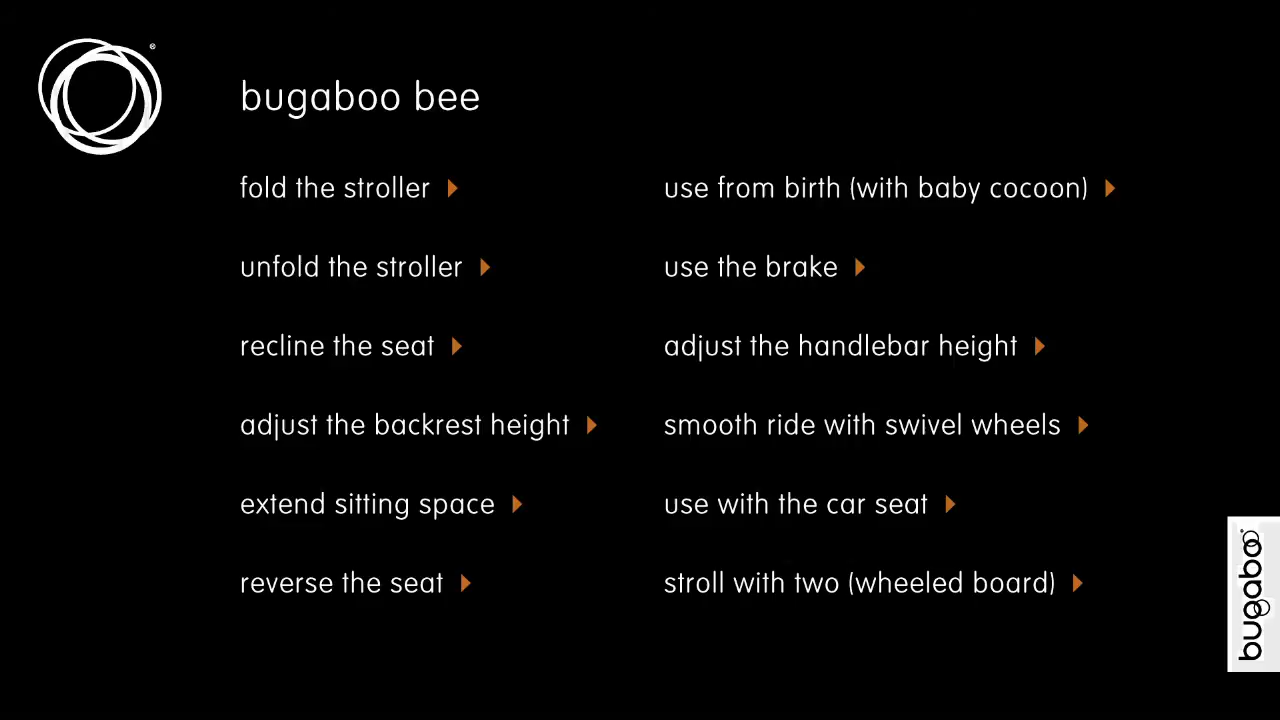 bugaboo bee
fold the stroller
unfold the stroller
recline the seat
adjust the backrest height
extend sitting space
reverse the seat
use from birth (with baby cocoon)
use the brake
adjust the handlebar height
smooth ride with swivel wheels
use with the car seat
stroll with two (wheeled board)
bugaboo